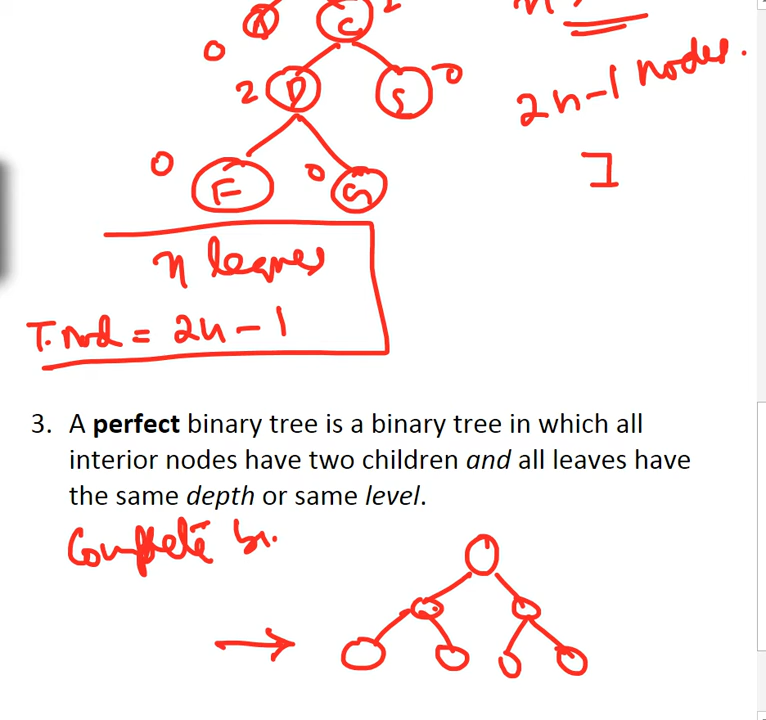 C
0
2 D
S 0
2n-1 nodes.
0 F
0 G
n leaves
T. Nod = 2n-1
3. A perfect binary tree is a binary tree in which all
interior nodes have two children and all leaves have
the same depth or same level.
Complete bi.